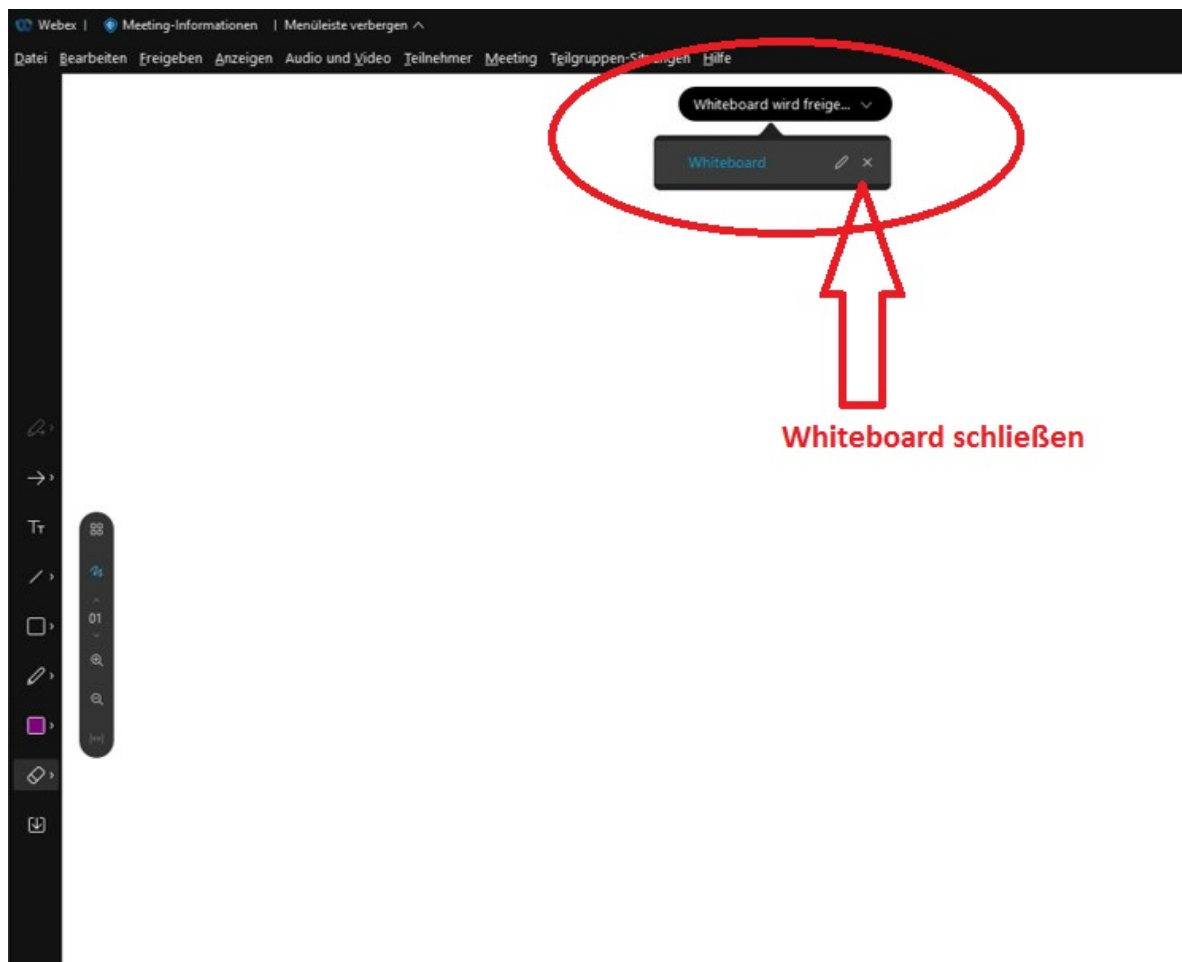 Webex | Meeting-Informationen | Menüleiste verbergen
Datei Bearbeiten Freigeben Anzeigen Audio und Video Teilnehmer Meeting Teilgruppen-Sitzungen Hilfe
Whiteboard wird freige...
Whiteboard
Whiteboard schließen
Tт
01